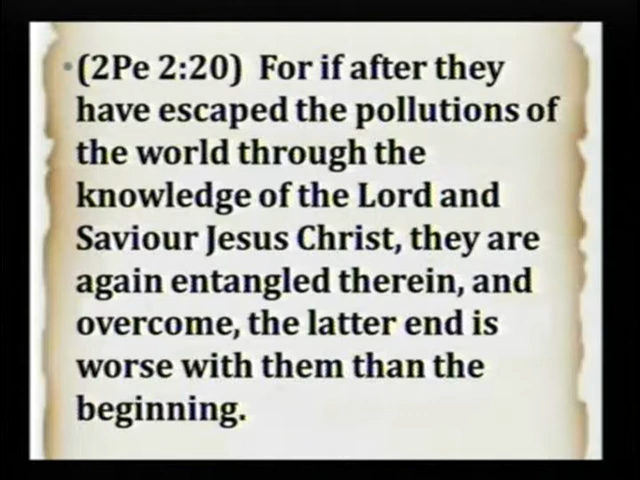 •(2Pe 2:20)  For if after they
have escaped the pollutions of
the world through the
knowledge of the Lord and
Saviour Jesus Christ, they are
again entangled therein, and
overcome, the latter end is
worse with them than the
beginning.